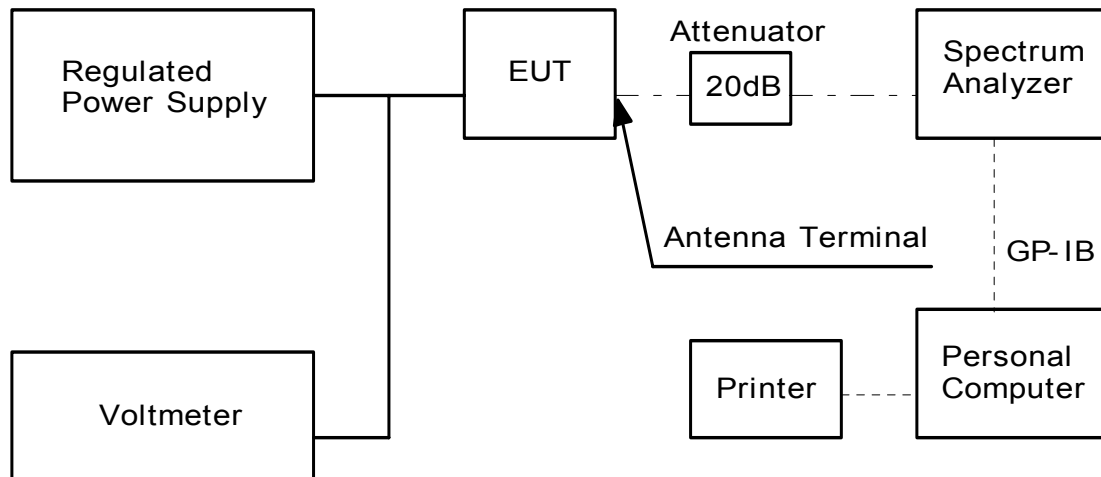 Regulated
Power Supply
EUT
Attenuator
20dB
Spectrum
Analyzer
Antenna Terminal
GP-IB
Voltmeter
Printer
Personal
Computer